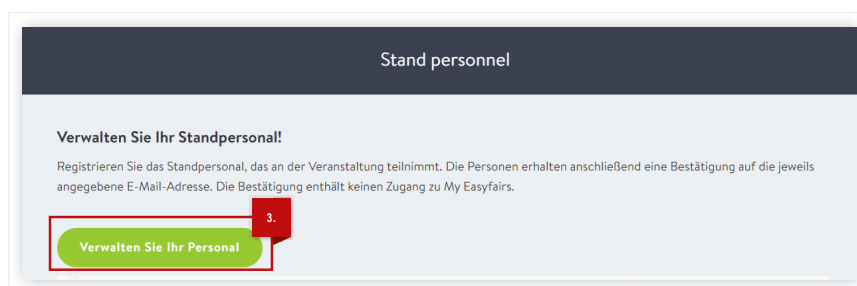 Stand personnel
Verwalten Sie Ihr Standpersonal!
Registrieren Sie das Standpersonal, das an der Veranstaltung teilnimmt. Die Personen erhalten anschließend eine Bestätigung auf die jeweils
angegebene E-Mail-Adresse. Die Bestätigung enthält keinen Zugang zu My Easyfairs.
3.
Verwalten Sie Ihr Personal